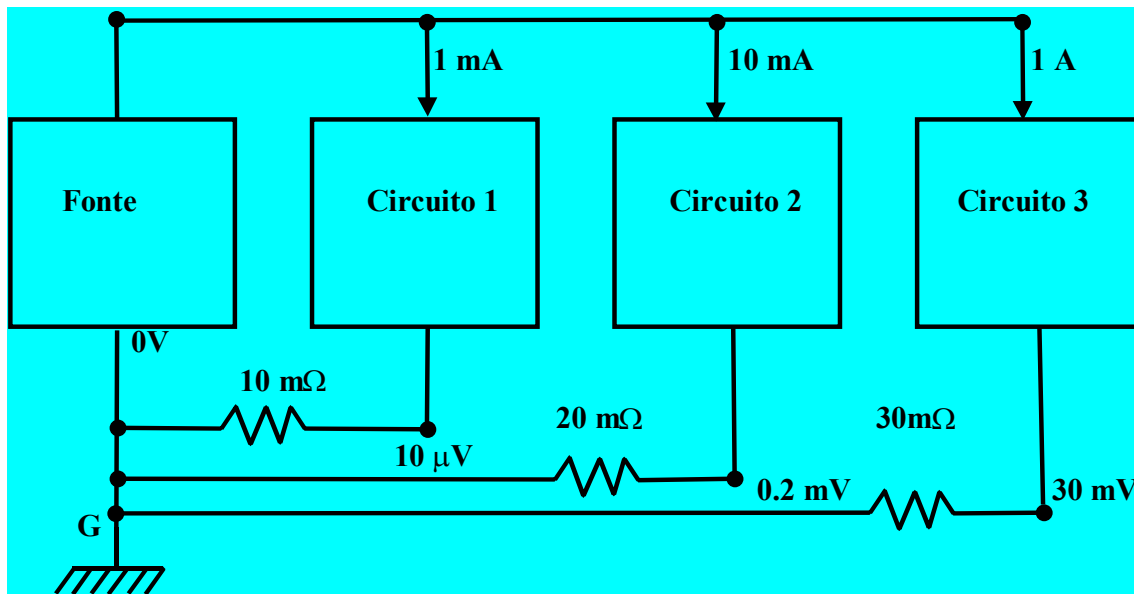 1 mA
10 mA
1 A
Fonte
Circuito 1
Circuito 2
Circuito 3
0V
10 mΩ
20 mΩ
30mΩ
10 μV
0.2 mV
30 mV
G